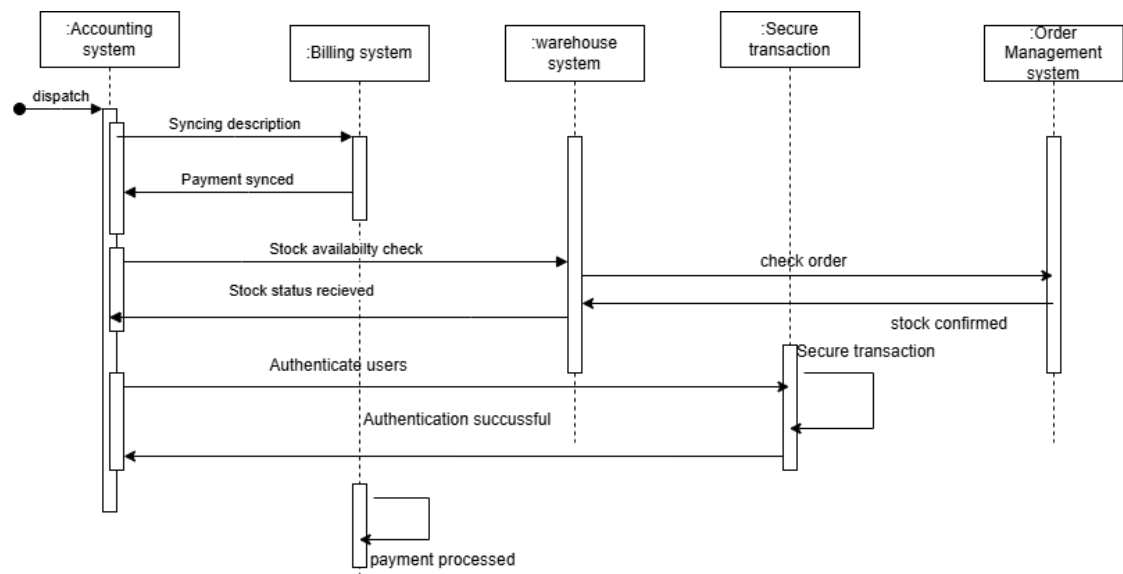 :Accounting
system
:Billing system
:warehouse
system
:Secure
transaction
:Order
Management
system
dispatch
Syncing description
Payment synced
Stock availabilty check
check order
Stock status recieved
stock confirmed
Secure transaction
Authenticate users
Authentication succussful
payment processed